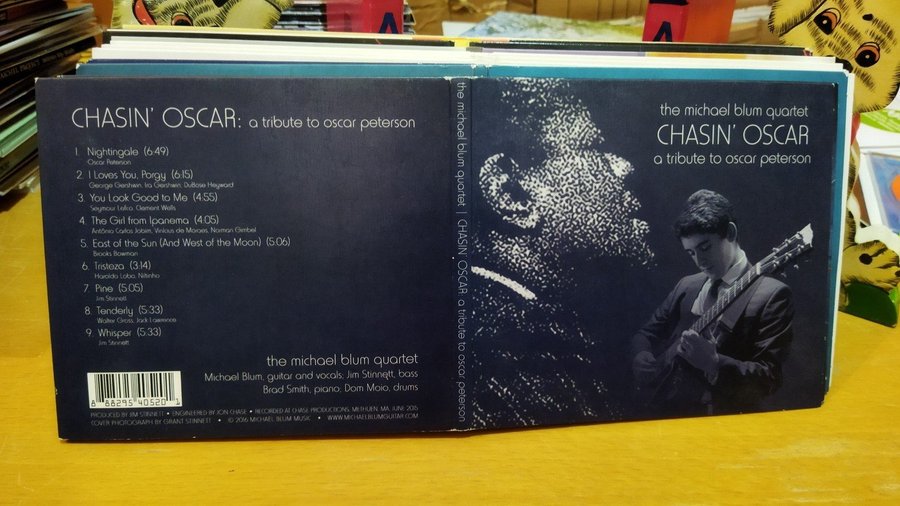 CHASIN' OSCAR: a tribute to oscar peterson
1. Nightingale (6:49)
Oscar Peterson
2. I Loves You, Porgy (6:15)
George Gershwin, Ira Gershwin, DuBose Heyward
3. You Look Good to Me (4:55)
Seymour Lefco, Clement Wells
4. The Girl from Ipanema (4:05)
Antônio Carlos Jobim, Vinícius de Moraes, Norman Gimbel
5. East of the Sun (And West of the Moon) (5:06)
Brooks Bowman
6. Tristeza (3:14)
Haroldo Lobo, Niltinho
7. Pine (5:05)
Jim Stinnett
8. Tenderly (5:33)
Walter Gross, Jack Lawrence
9. Whisper (5:33)
Jim Stinnett
the michael blum quartet
Michael Blum, guitar and vocals; Jim Stinnett, bass
Brad Smith, piano; Dom Moio, drums
8 88295 40520 1
PRODUCED BY JIM STINNETT • ENGINEERED BY JON CHASE • RECORDED AT CHASE PRODUCTIONS, METHUEN, MA, JUNE 2015
COVER PHOTOGRAPH BY GRANT STINNETT • © 2016 MICHAEL BLUM MUSIC • WWW.MICHAELBLUMGUITAR.COM
the michael blum quartet | CHASIN' OSCAR a tribute to oscar peterson
the michael blum quartet
CHASIN' OSCAR
a tribute to oscar peterson
A